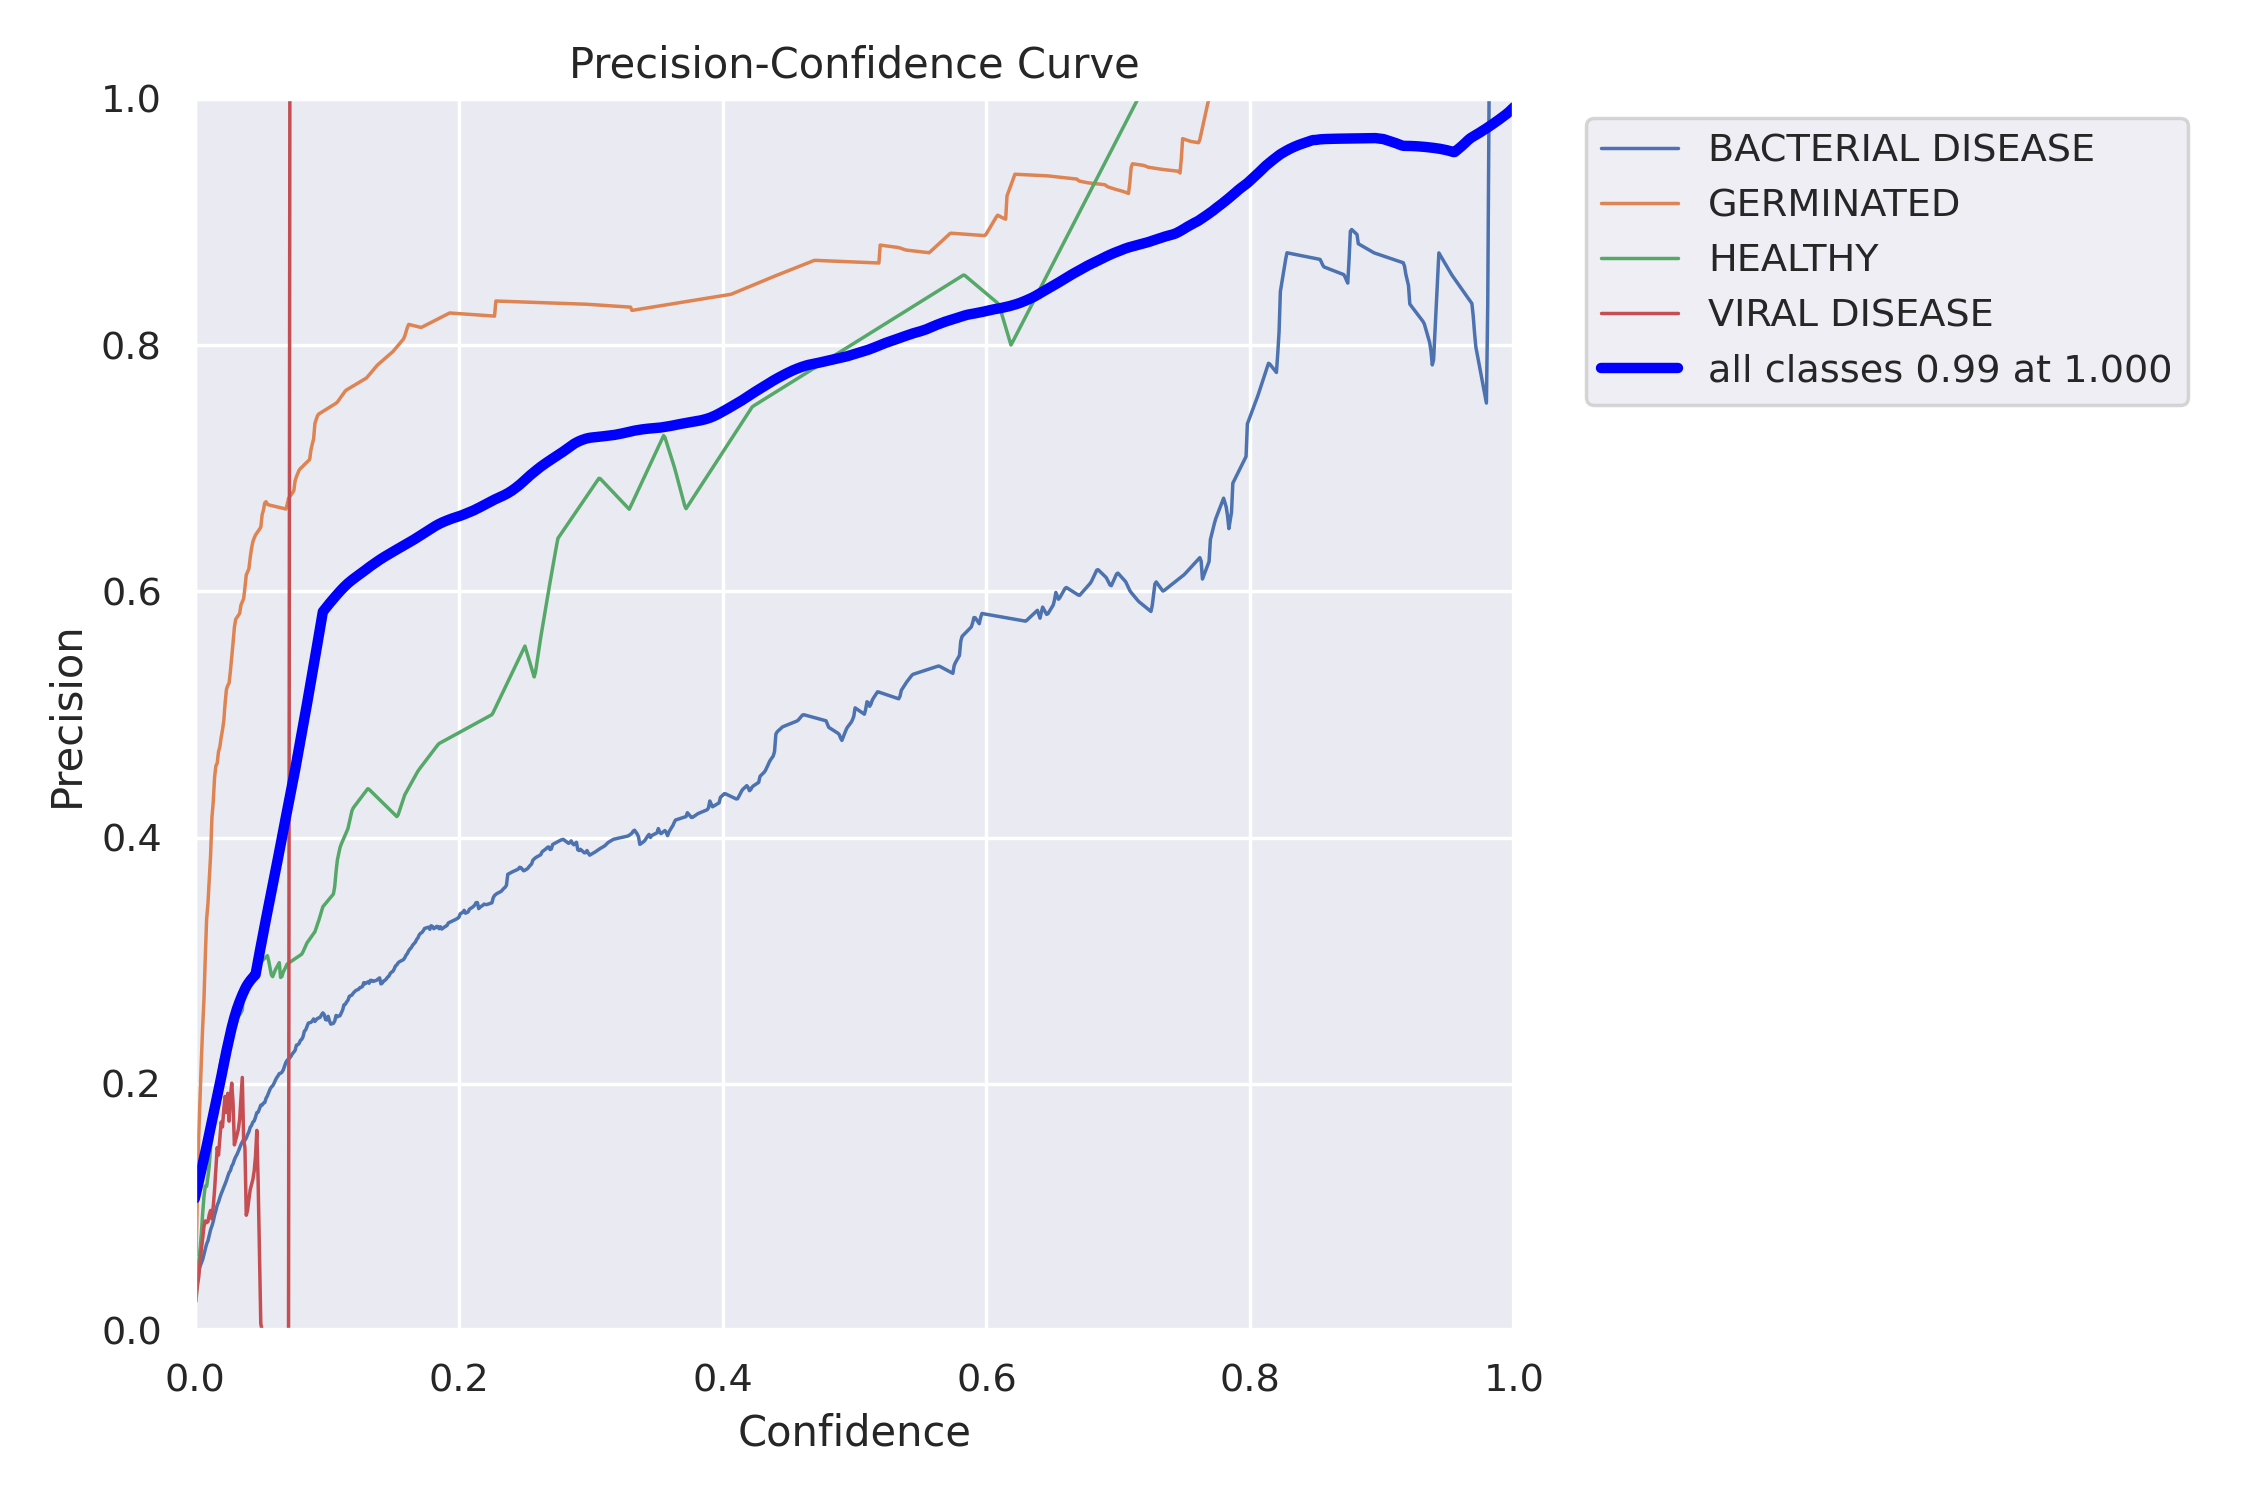 Precision-Confidence Curve
1.0
0.8
0.6
0.4
0.2
0.0
Precision
0.0 0.2 0.4 0.6 0.8 1.0
Confidence
BACTERIAL DISEASE
GERMINATED
HEALTHY
VIRAL DISEASE
all classes 0.99 at 1.000